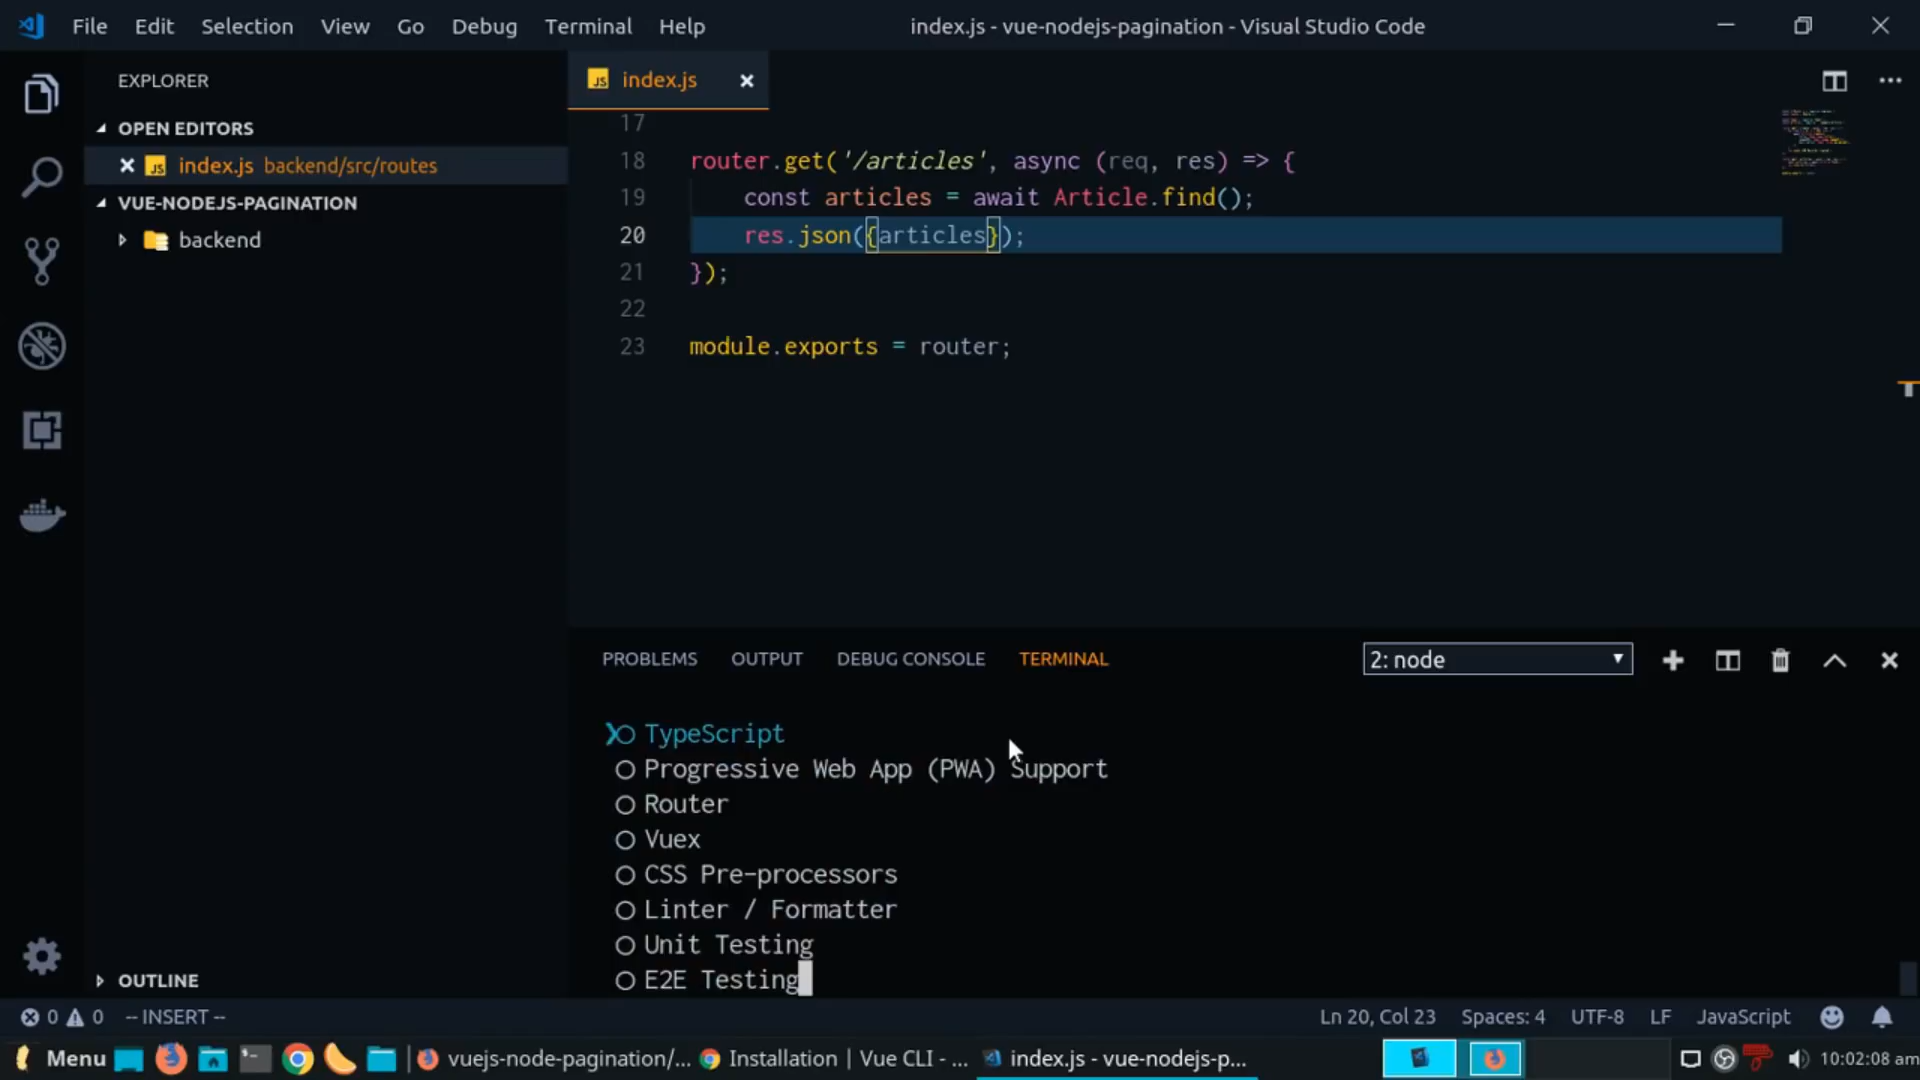 File Edit Selection View Go Debug Terminal Help
index.js - vue-nodejs-pagination - Visual Studio Code
EXPLORER
OPEN EDITORS
JS index.js backend/src/routes
VUE-NODEJS-PAGINATION
backend
OUTLINE
JS index.js
17
18 router.get('/articles', async (req, res) => {
19 const articles = await Article.find();
20 res.json({articles});
21 });
22
23 module.exports = router;
PROBLEMS OUTPUT DEBUG CONSOLE TERMINAL
2: node
TypeScript
Progressive Web App (PWA) Support
Router
Vuex
CSS Pre-processors
Linter / Formatter
Unit Testing
E2E Testing
0 0 -- INSERT --
Ln 20, Col 23 Spaces: 4 UTF-8 LF JavaScript
Menu vuejs-node-pagination/... Installation | Vue CLI - ... index.js - vue-nodejs-p... 10:02:08 am